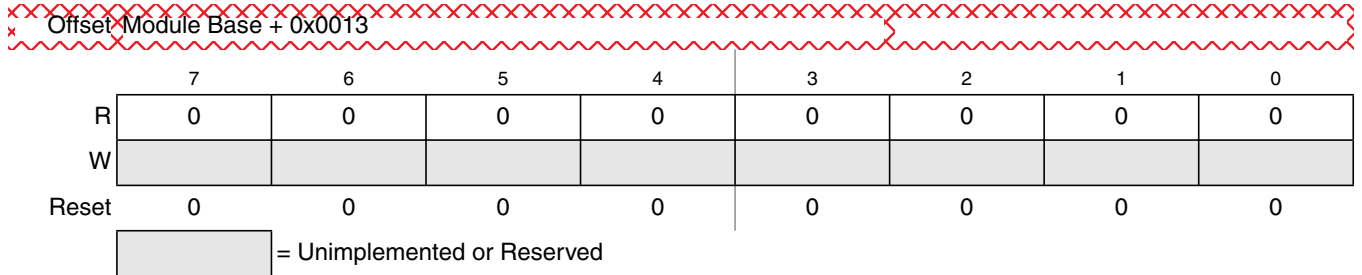 Offset Module Base + 0x0013
7 6 5 4 3 2 1 0
R 0 0 0 0 0 0 0 0
W
Reset 0 0 0 0 0 0 0 0
= Unimplemented or Reserved